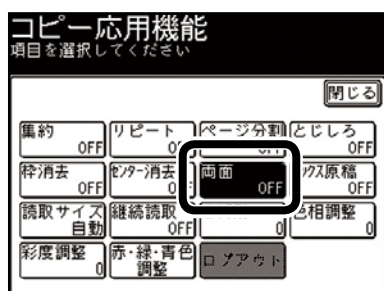 コピー応用機能
項目を選択してください
閉じる
集約 リピート ページ分割 とじしろ
OFF OFF OFF OFF
枠消去 センター消去 両面 原稿
OFF OFF OFF
読取サイズ 継続読取 色相調整
自動 OFF 0 0
彩度調整 赤・緑・青色 ログアウト
0 調整